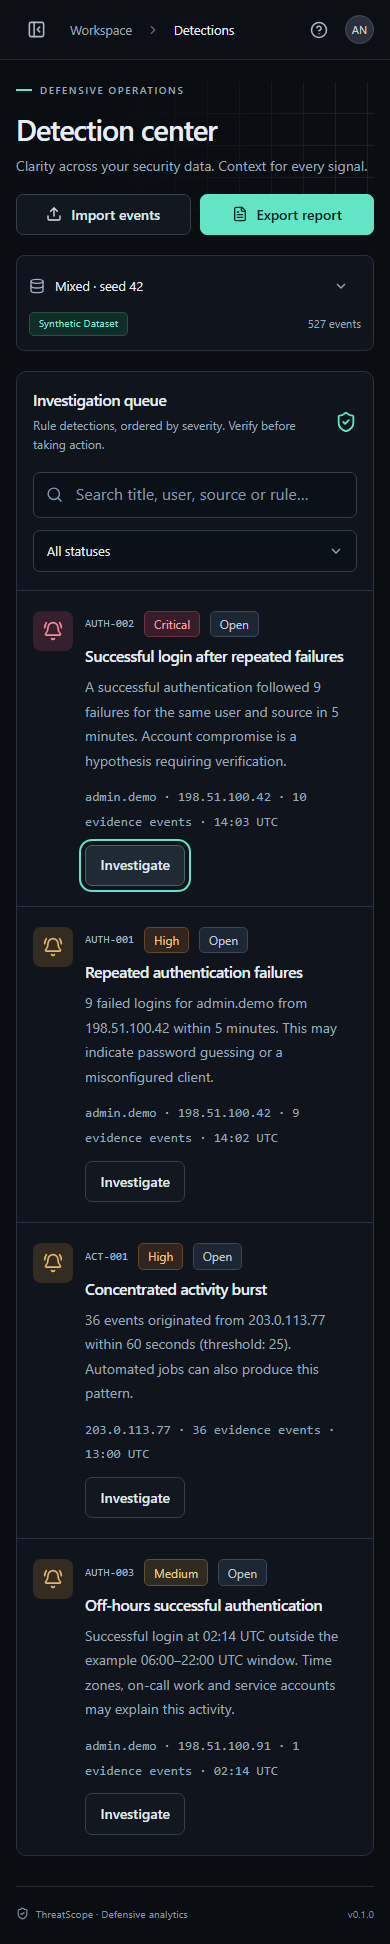 Workspace
Detections
AN
DEFENSIVE OPERATIONS
Detection center
Clarity across your security data. Context for every signal.
Import events
Export report
Mixed · seed 42
Synthetic Dataset
527 events
Investigation queue
Rule detections, ordered by severity. Verify before
taking action.
Search title, user, source or rule...
All statuses
AUTH-002
Critical
Open
Successful login after repeated failures
A successful authentication followed 9
failures for the same user and source in 5
minutes. Account compromise is a
hypothesis requiring verification.
admin.demo · 198.51.100.42 · 10
evidence events · 14:03 UTC
Investigate
AUTH-001
High
Open
Repeated authentication failures
9 failed logins for admin.demo from
198.51.100.42 within 5 minutes. This may
indicate password guessing or a
misconfigured client.
admin.demo · 198.51.100.42 · 9
evidence events · 14:02 UTC
Investigate
ACT-001
High
Open
Concentrated activity burst
36 events originated from 203.0.113.77
within 60 seconds (threshold: 25).
Automated jobs can also produce this
pattern.
203.0.113.77 · 36 evidence events ·
13:00 UTC
Investigate
AUTH-003
Medium
Open
Off-hours successful authentication
Successful login at 02:14 UTC outside the
example 06:00–22:00 UTC window. Time
zones, on-call work and service accounts
may explain this activity.
admin.demo · 198.51.100.91 · 1
evidence events · 02:14 UTC
Investigate
ThreatScope · Defensive analytics
v0.1.0